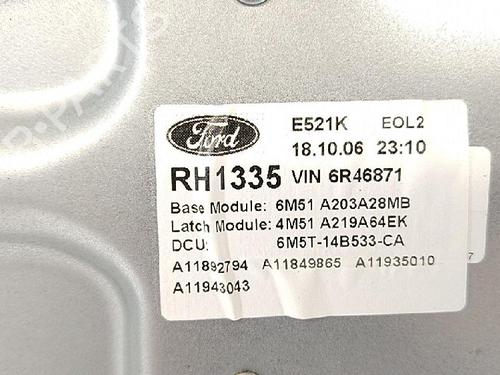 Ford
E521K EOL2
18.10.06 23:10
RH1335 VIN 6R46871
Base Module: 6M51 A203A28MB
Latch Module: 4M51 A219A64EK
DCU: 6M5T-14B533-CA
A11892794 A11849865 A11935010
7
A11943043